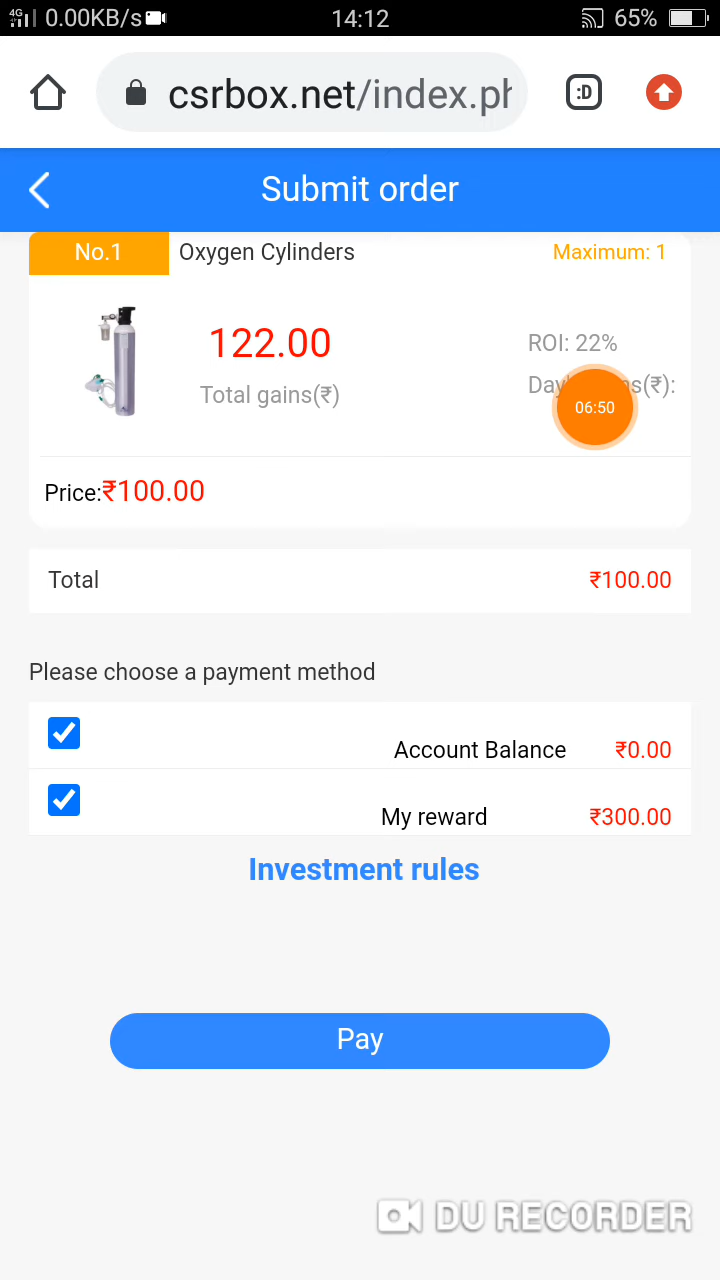 4G 0.00KB/s 14:12 65%
csrbox.net/index.ph
:D
Submit order
No.1 Oxygen Cylinders Maximum: 1
122.00 ROI: 22%
Total gains(₹)
06:50
Price:₹100.00
Total ₹100.00
Please choose a payment method
Account Balance ₹0.00
My reward ₹300.00
Investment rules
Pay
DU RECORDER